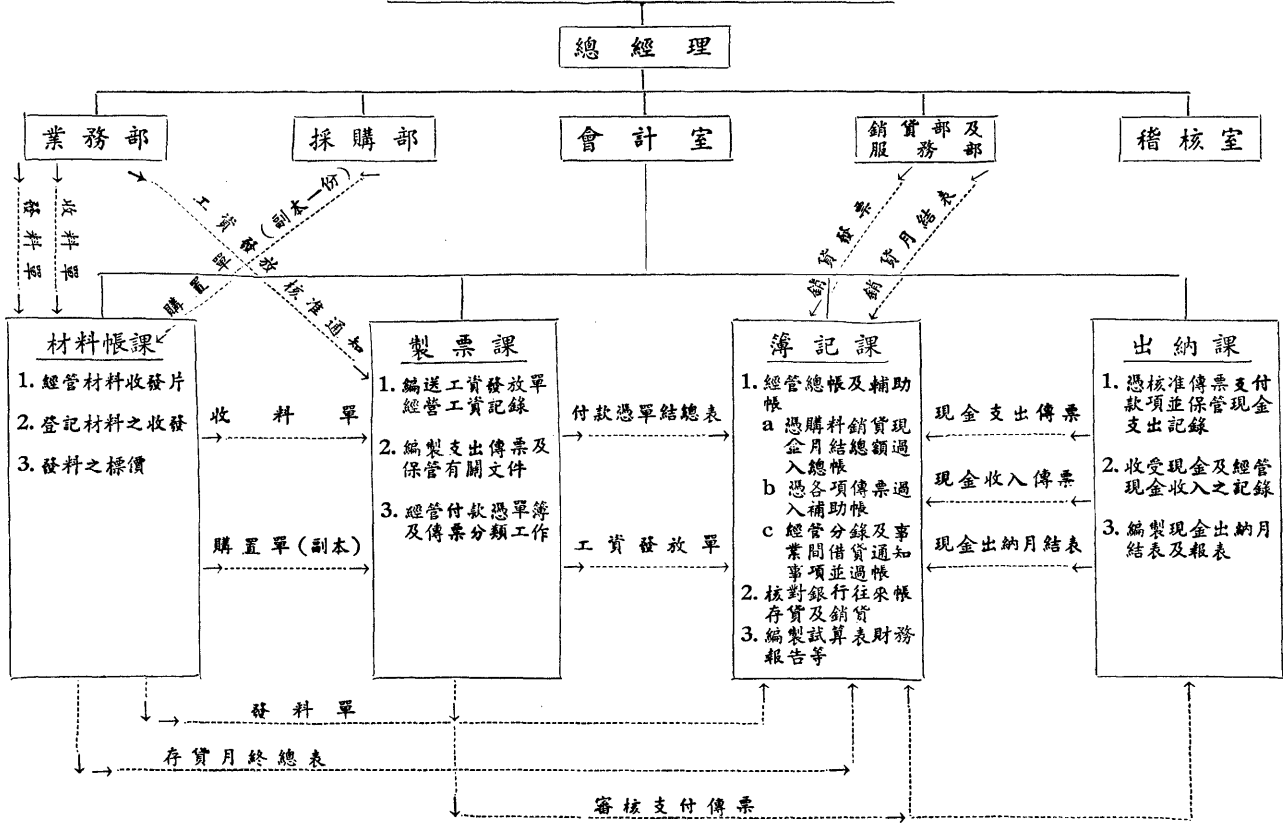 總經理
業務部
採購部
會計室
銷貨部及
服務部
稽核室
發料單
收料單
工資發放核准通知
購置單(副本一份)
銷貨發票
銷貨月結表
材料帳課
1. 經管材料收發片
2. 登記材料之收發
3. 發料之標價
收料單
購置單(副本)
製票課
1. 編送工資發放單
經營工資記錄
2. 編製支出傳票及
保管有關文件
3. 經管付款憑單簿
及傳票分類工作
付款憑單結總表
工資發放單
簿記課
1. 經管總帳及輔助
帳
a 憑購料銷貨現
金月結總額過
入總帳
b 憑各項傳票過
入補助帳
c 經管分錄及事
業間借貸通知
事項並過帳
2. 核對銀行往來帳
存貨及銷貨
3. 編製試算表財務
報告等
現金支出傳票
現金收入傳票
現金出納月結表
出納課
1. 憑核准傳票支付
款項並保管現金
支出記錄
2. 收受現金及經管
現金收入之記錄
3. 編製現金出納月
結表及報表
發料單
存貨月終總表
審核支付傳票